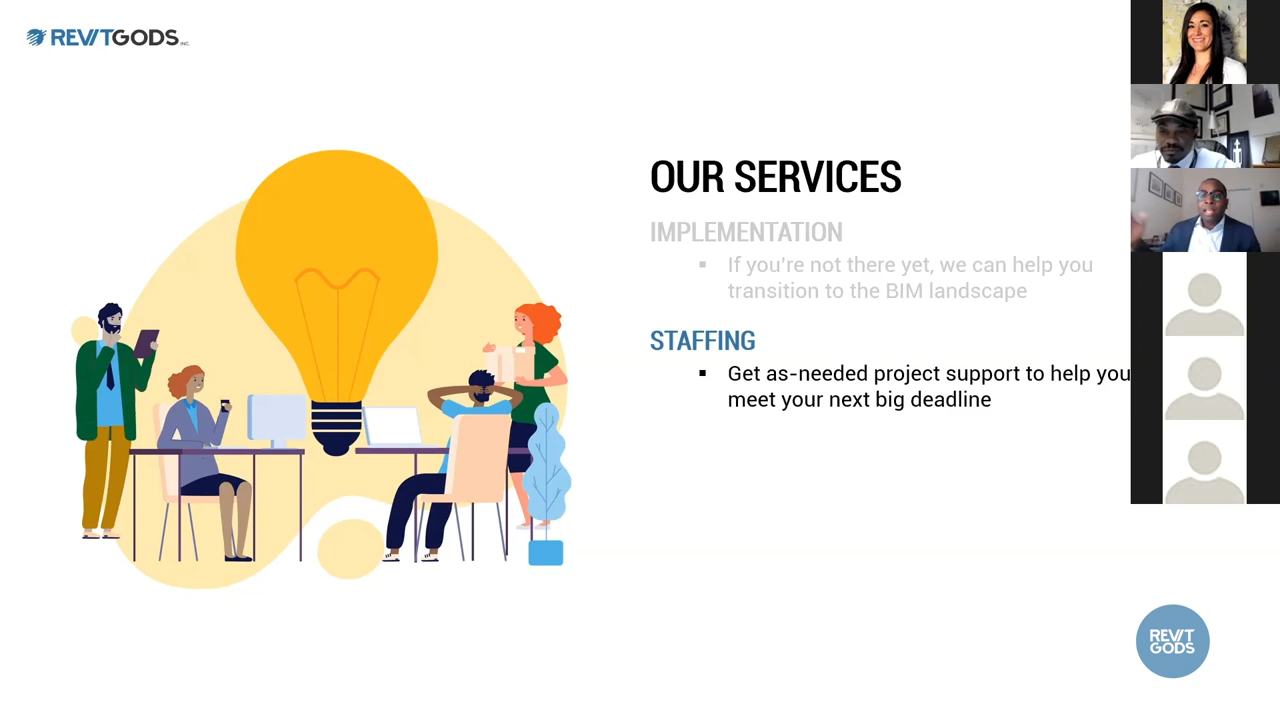 REVITGODS INC.
OUR SERVICES
IMPLEMENTATION
▪ If you're not there yet, we can help you
transition to the BIM landscape
STAFFING
▪ Get as-needed project support to help you
meet your next big deadline
REVIT
GODS